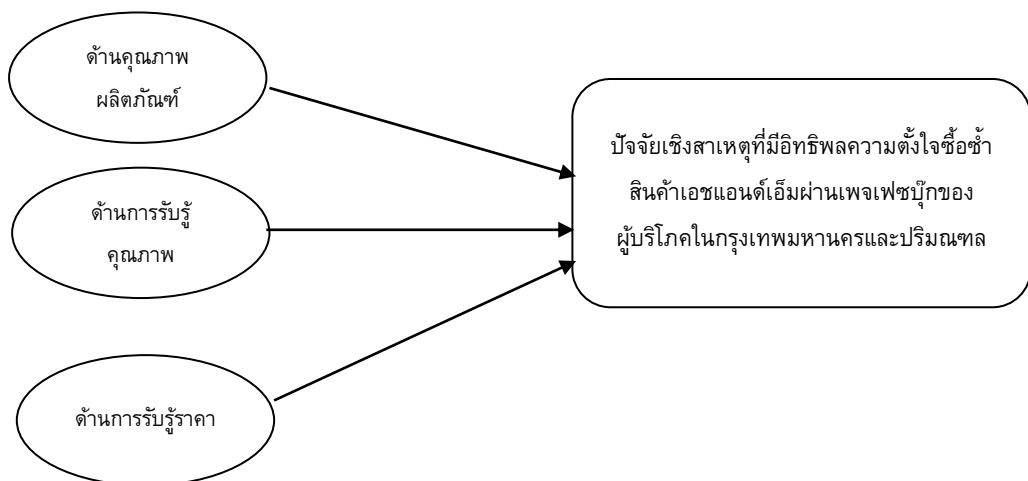 ด้านคุณภาพ
ผลิตภัณฑ์
ด้านการรับรู้
คุณภาพ
ด้านการรับรู้ราคา
ปัจจัยเชิงสาเหตุที่มีอิทธิพลความตั้งใจซื้อซ้ำ
สินค้าเอชแอนด์เอ็มผ่านเพจเฟซบุ๊กของ
ผู้บริโภคในกรุงเทพมหานครและปริมณฑล